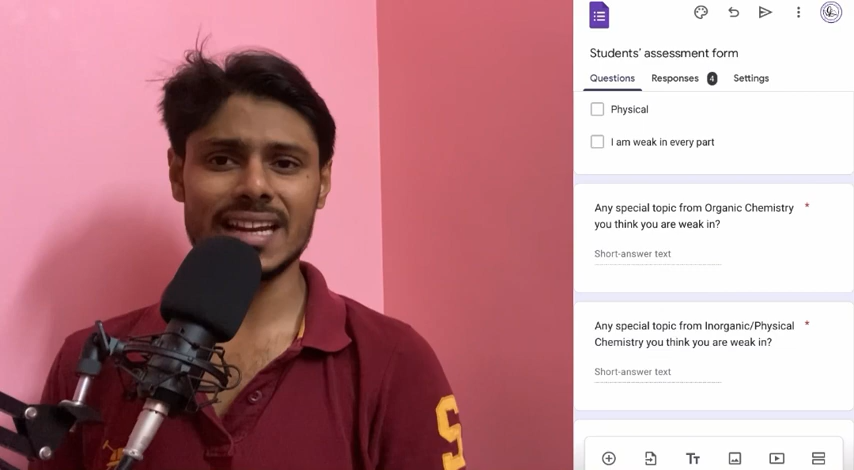 Students' assessment form
Questions Responses 4 Settings
Physical
I am weak in every part
Any special topic from Organic Chemistry *
you think you are weak in?
Short-answer text
Any special topic from Inorganic/Physical *
Chemistry you think you are weak in?
Short-answer text
Tт
S